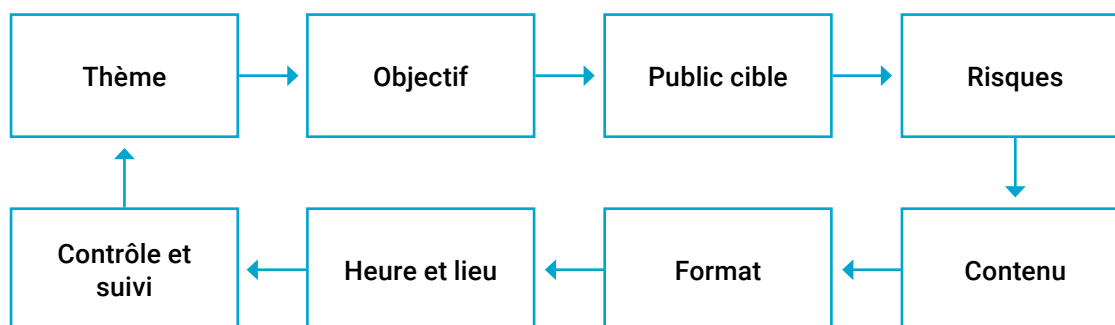 Thème
Objectif
Public cible
Risques
Contrôle et
suivi
Heure et lieu
Format
Contenu